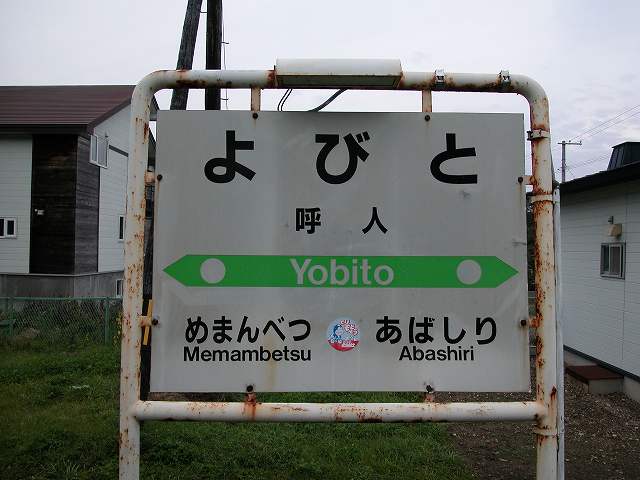 よびと
呼人
Yobito
めまんべつ あばしり
Memambetsu Abashiri